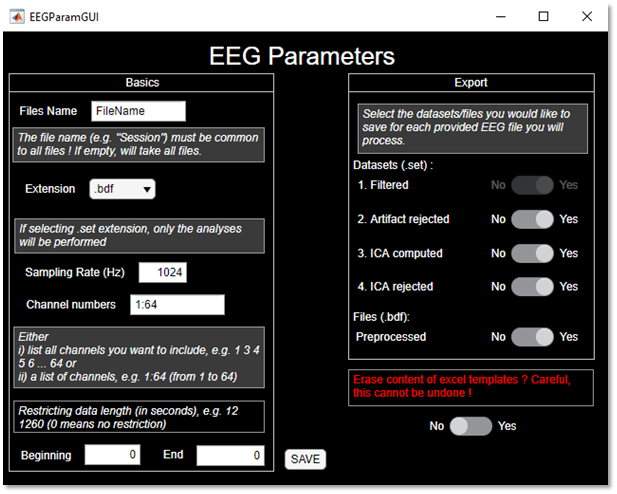 EEGParamGUI
EEG Parameters
Basics
Files Name FileName
The file name (e.g. "Session") must be common
to all files ! If empty, will take all files.
Extension .bdf
If selecting .set extension, only the analyses
will be performed
Sampling Rate (Hz) 1024
Channel numbers 1:64
Either
i) list all channels you want to include, e.g. 1 3 4
5 6 ... 64 or
ii) a list of channels, e.g. 1:64 (from 1 to 64)
Restricting data length (in seconds), e.g. 12
1260 (0 means no restriction)
Beginning 0 End 0
SAVE
Export
Select the datasets/files you would like to
save for each provided EEG file you will
process.
Datasets (.set) :
1. Filtered No Yes
2. Artifact rejected No Yes
3. ICA computed No Yes
4. ICA rejected No Yes
Files (.bdf):
Preprocessed No Yes
Erase content of excel templates ? Careful,
this cannot be undone !
No Yes